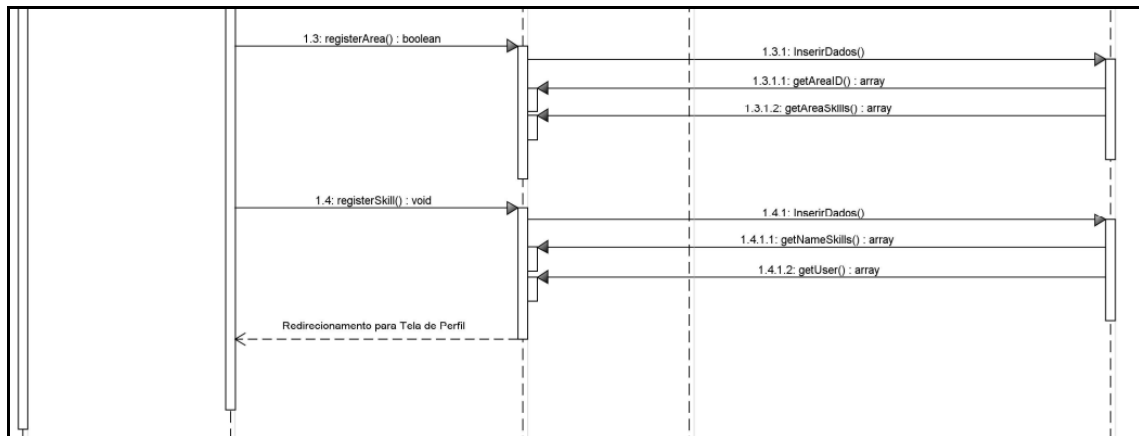 1.3: registerArea() : boolean
1.3.1: InserirDados()
1.3.1.1: getAreaID() : array
1.3.1.2: getAreaSkills() : array
1.4: registerSkill() : void
1.4.1: InserirDados()
1.4.1.1: getNameSkills() : array
1.4.1.2: getUser() : array
Redirecionamento para Tela de Perfil